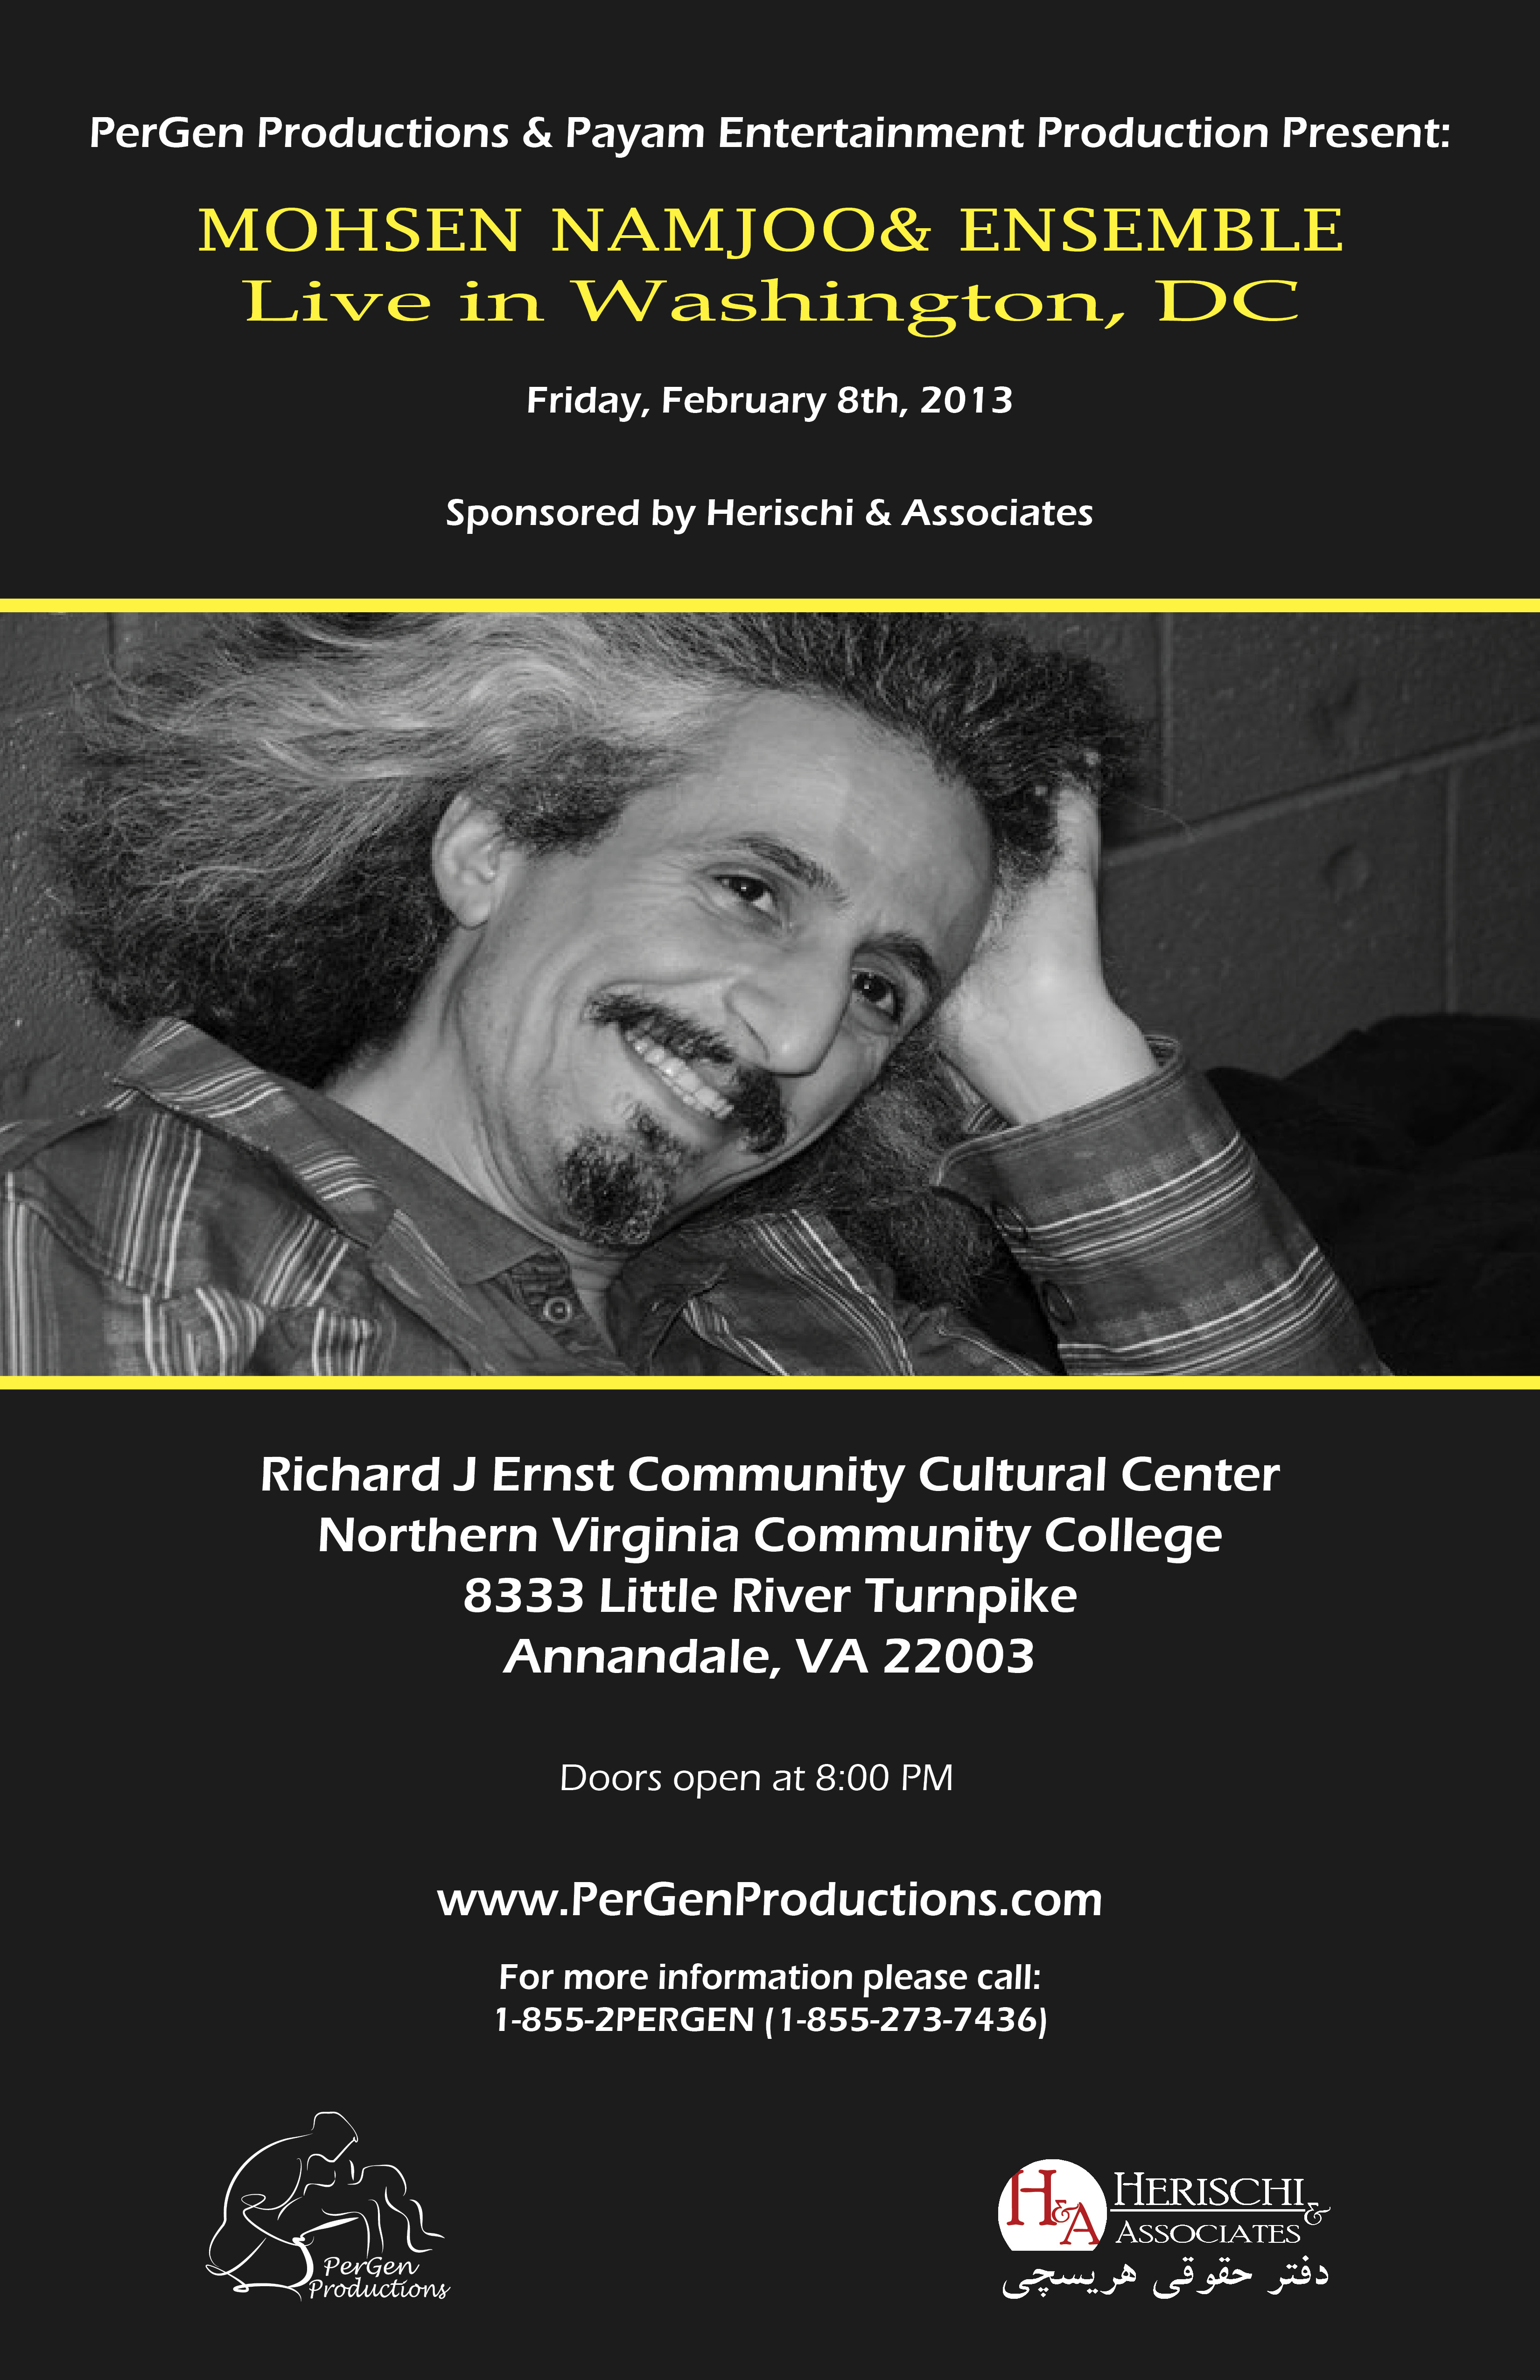 PerGen Productions & Payam Entertainment Production Present:
MOHSEN NAMJOO& ENSEMBLE
Live in Washington, DC
Friday, February 8th, 2013
Sponsored by Herischi & Associates
Richard J Ernst Community Cultural Center
Northern Virginia Community College
8333 Little River Turnpike
Annandale, VA 22003
Doors open at 8:00 PM
www.PerGenProductions.com
For more information please call:
1-855-2PERGEN (1-855-273-7436)
PerGen
Productions
H&A
HERISCHI &
ASSOCIATES
دفتر حقوقی هریسچی